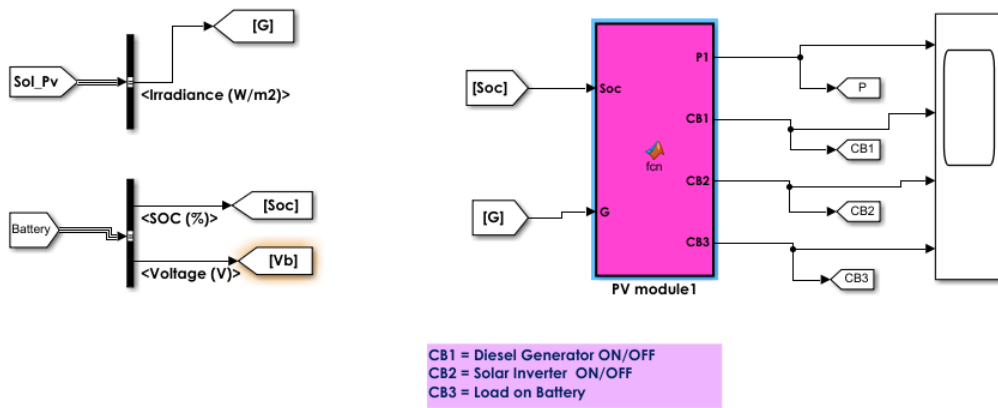 [G]
Sol_Pv
<Irradiance (W/m2)>
Battery
[Soc]
<SOC (%)>
[Vb]
<Voltage (V)>
[Soc]
[G]
Soc
G
fcn
P1
CB1
CB2
CB3
PV module1
P
CB1
CB2
CB3
CB1 = Diesel Generator ON/OFF
CB2 = Solar Inverter  ON/OFF
CB3 = Load on Battery